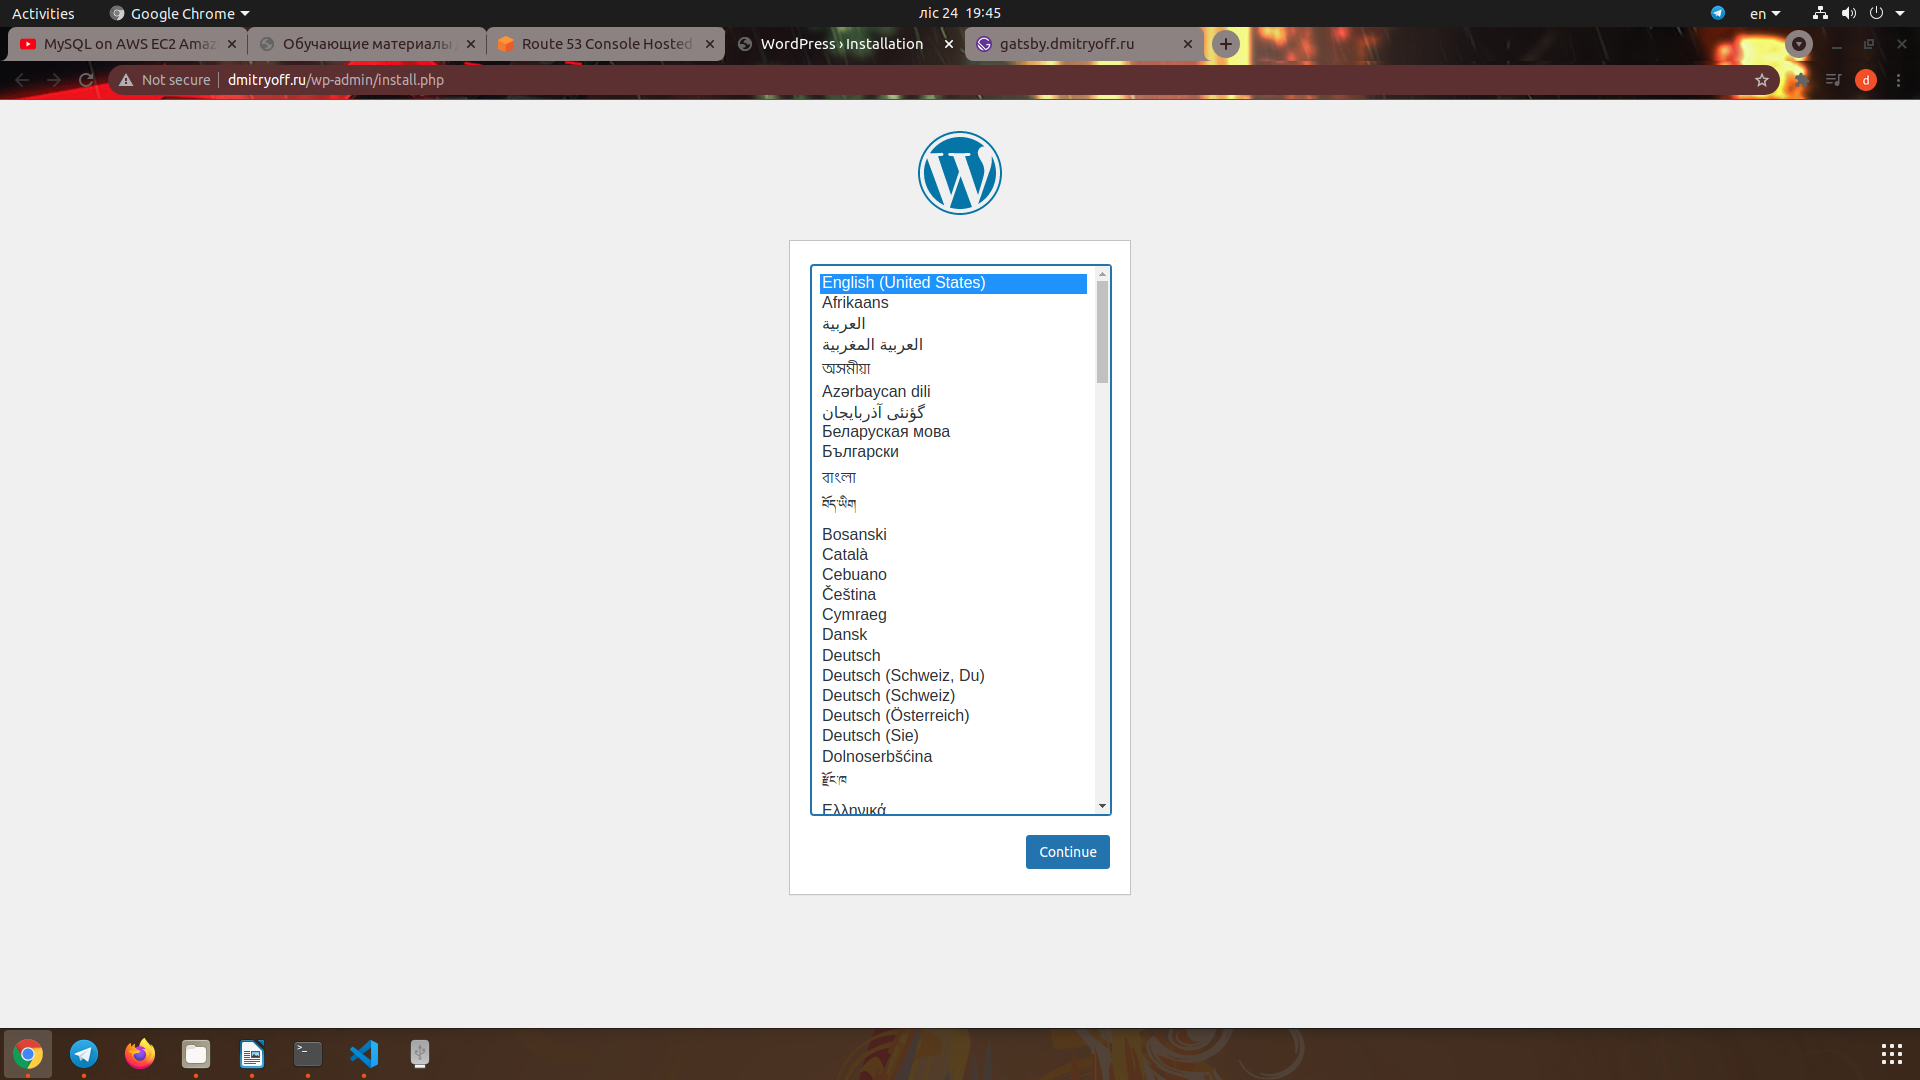 Activities
Google Chrome
ліс 24 19:45
en
MySQL on AWS EC2 Amaz
Обучающие материалы
Route 53 Console Hosted
WordPress › Installation
gatsby.dmitryoff.ru
Not secure
dmitryoff.ru/wp-admin/install.php
d
English (United States)
Afrikaans
العربية
العربية المغربية
অসমীয়া
Azərbaycan dili
گؤنئی آذربایجان
Беларуская мова
Български
বাংলা
བོད་ཡིག
Bosanski
Català
Cebuano
Čeština
Cymraeg
Dansk
Deutsch
Deutsch (Schweiz, Du)
Deutsch (Schweiz)
Deutsch (Österreich)
Deutsch (Sie)
Dolnoserbšćina
རྫོང་ཁ
Ελληνικά
Continue